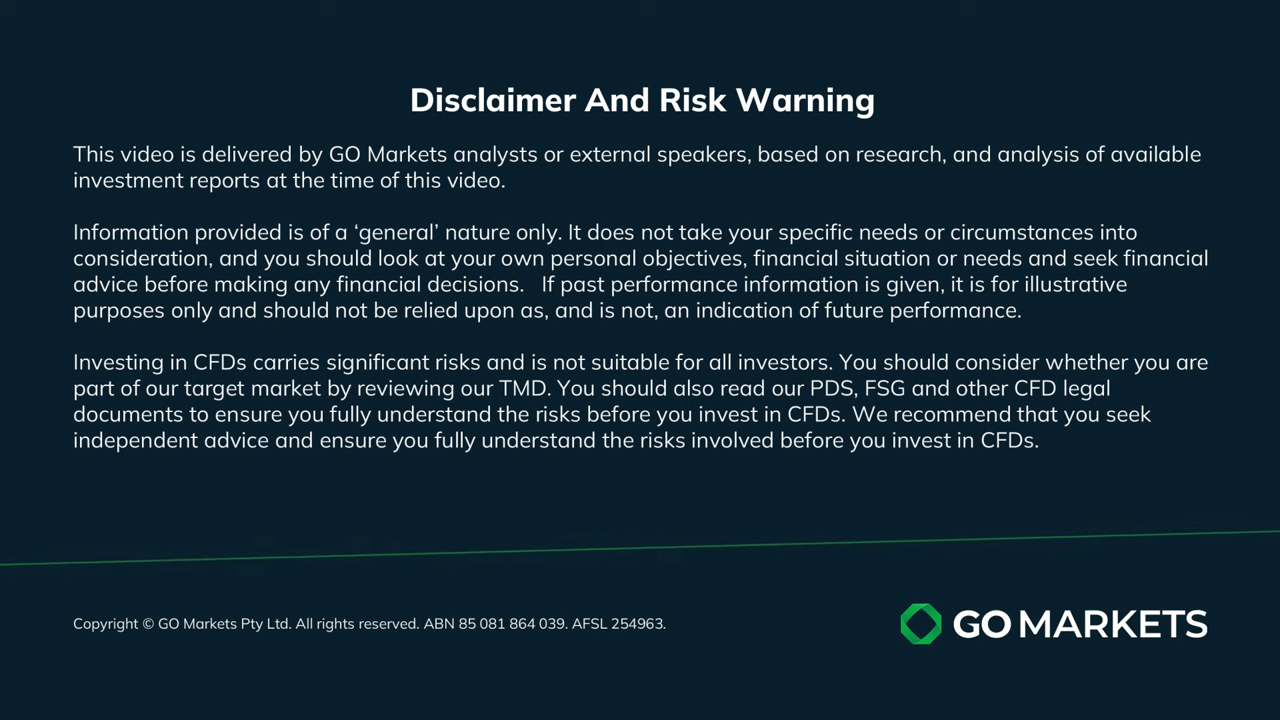 Disclaimer And Risk Warning
This video is delivered by GO Markets analysts or external speakers, based on research, and analysis of available
investment reports at the time of this video.
Information provided is of a ‘general’ nature only. It does not take your specific needs or circumstances into
consideration, and you should look at your own personal objectives, financial situation or needs and seek financial
advice before making any financial decisions.   If past performance information is given, it is for illustrative
purposes only and should not be relied upon as, and is not, an indication of future performance.
Investing in CFDs carries significant risks and is not suitable for all investors. You should consider whether you are
part of our target market by reviewing our TMD. You should also read our PDS, FSG and other CFD legal
documents to ensure you fully understand the risks before you invest in CFDs. We recommend that you seek
independent advice and ensure you fully understand the risks involved before you invest in CFDs.
Copyright © GO Markets Pty Ltd. All rights reserved. ABN 85 081 864 039. AFSL 254963.
GO MARKETS